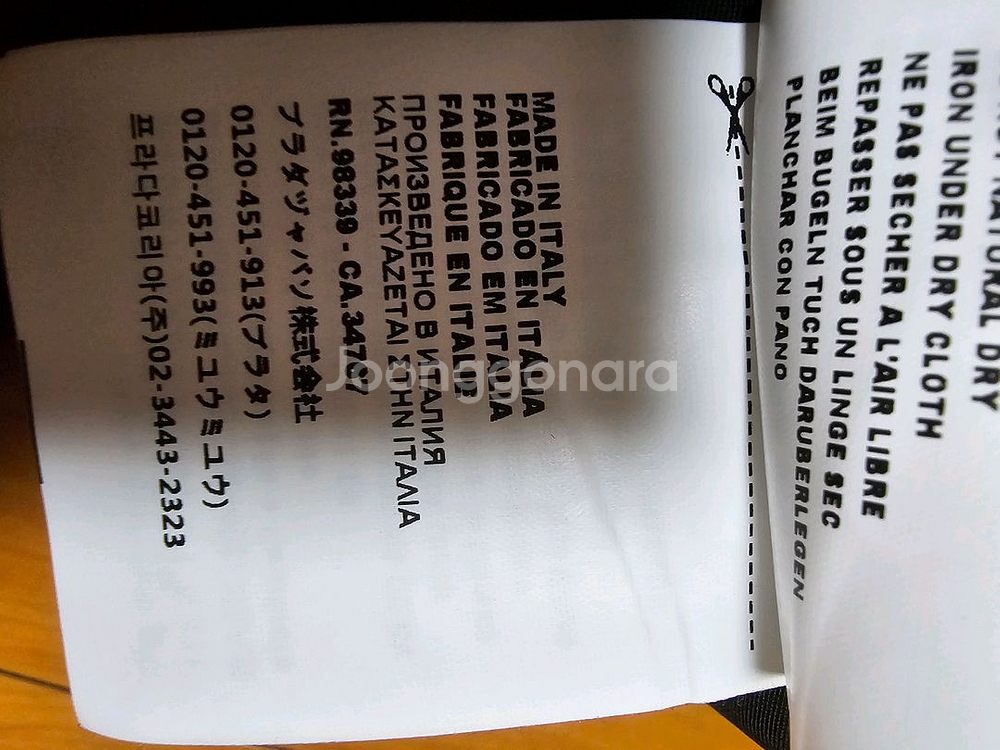 NATURAL DRY
IRON UNDER DRY CLOTH
NE PAS SECHER A L'AIR LIBRE
REPASSER SOUS UN LINGE SEC
BEIM BUGELN TUCH DARUBERLEGEN
PLANCHAR CON PANO
MADE IN ITALY
FABRICADO EN ITALIA
FABRICADO EM ITALIA
FABRIQUE EN ITALIE
ПРОИЗВЕДЕНО В ИТАЛИЯ
ΚΑΤΑΣΚΕΥΑΖΕΤΑΙ ΣΤΗΝ ΙΤΑΛΙΑ
RN.98339 - CA.34767
プラダジャパン株式会社
0120-451-913(プラダ)
0120-451-993(ミュウミュウ)
프라다코리아(주)02-3443-2323
Joonggonara